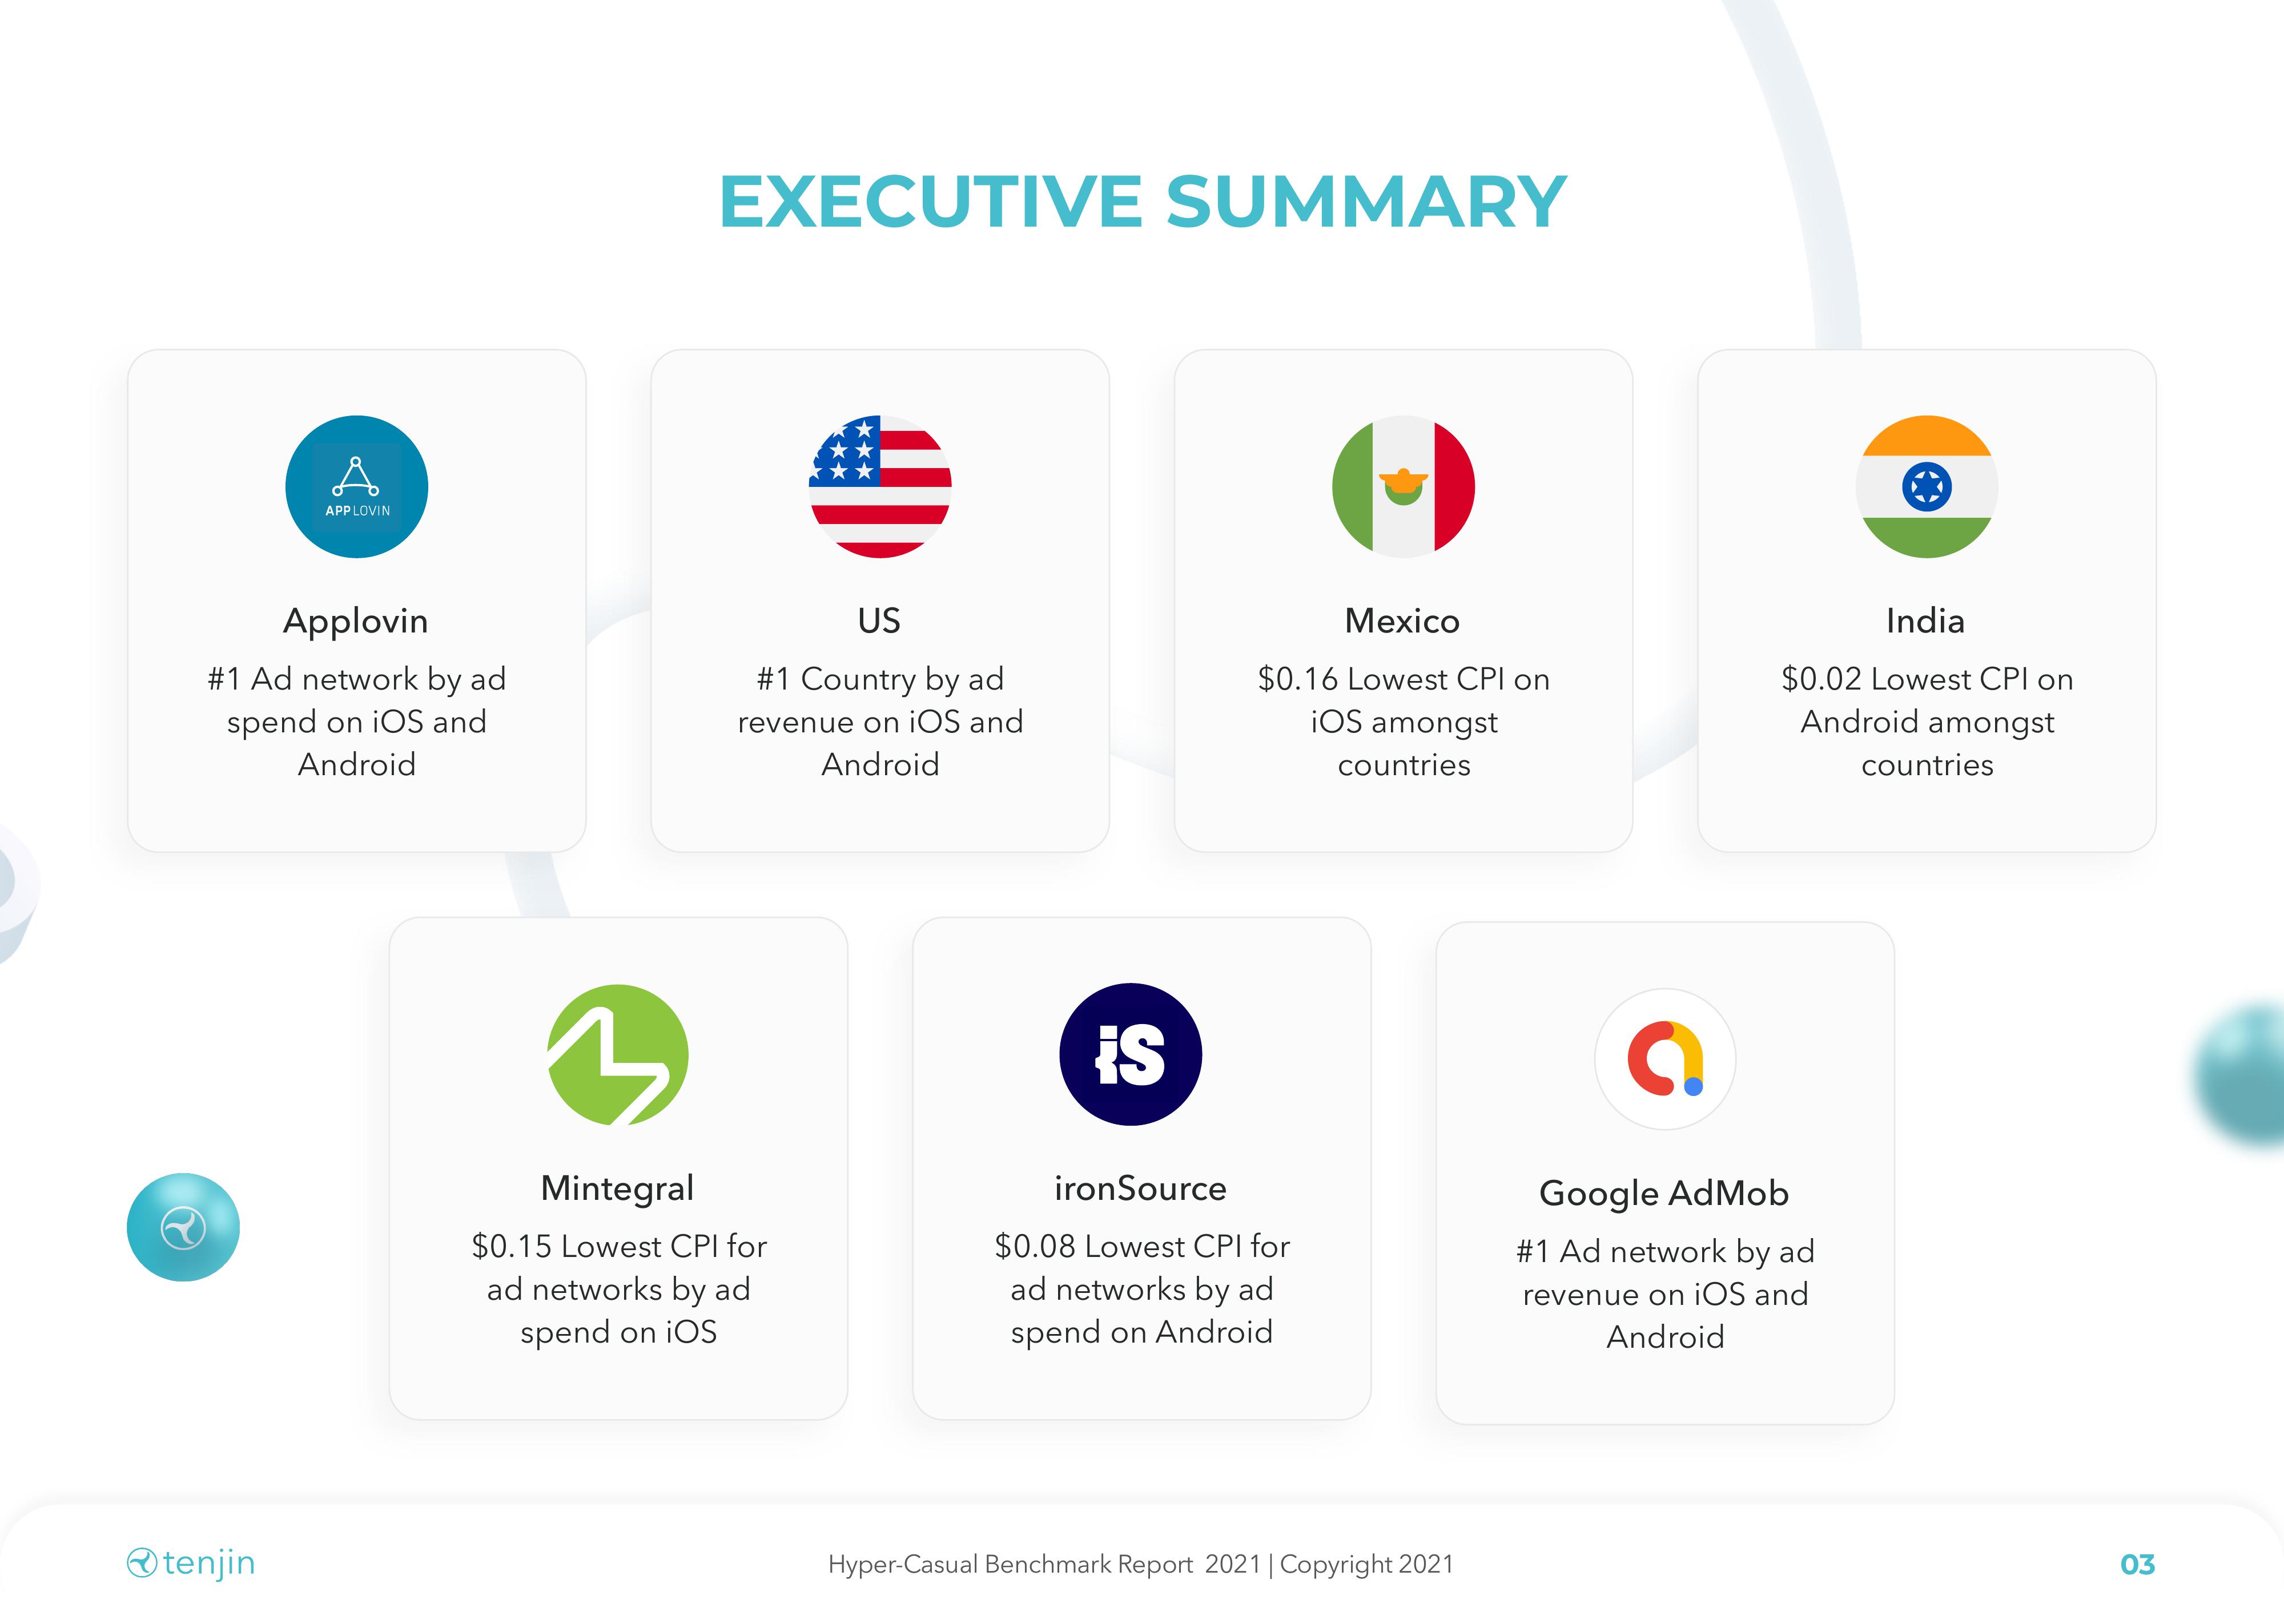 EXECUTIVE SUMMARY
APPLOVIN
Applovin
#1 Ad network by ad
spend on iOS and
Android
US
#1 Country by ad
revenue on iOS and
Android
Mexico
$0.16 Lowest CPI on
iOS amongst
countries
India
$0.02 Lowest CPI on
Android amongst
countries
Mintegral
$0.15 Lowest CPI for
ad networks by ad
spend on iOS
iS
ironSource
$0.08 Lowest CPI for
ad networks by ad
spend on Android
Google AdMob
#1 Ad network by ad
revenue on iOS and
Android
tenjin
Hyper-Casual Benchmark Report 2021 | Copyright 2021
03